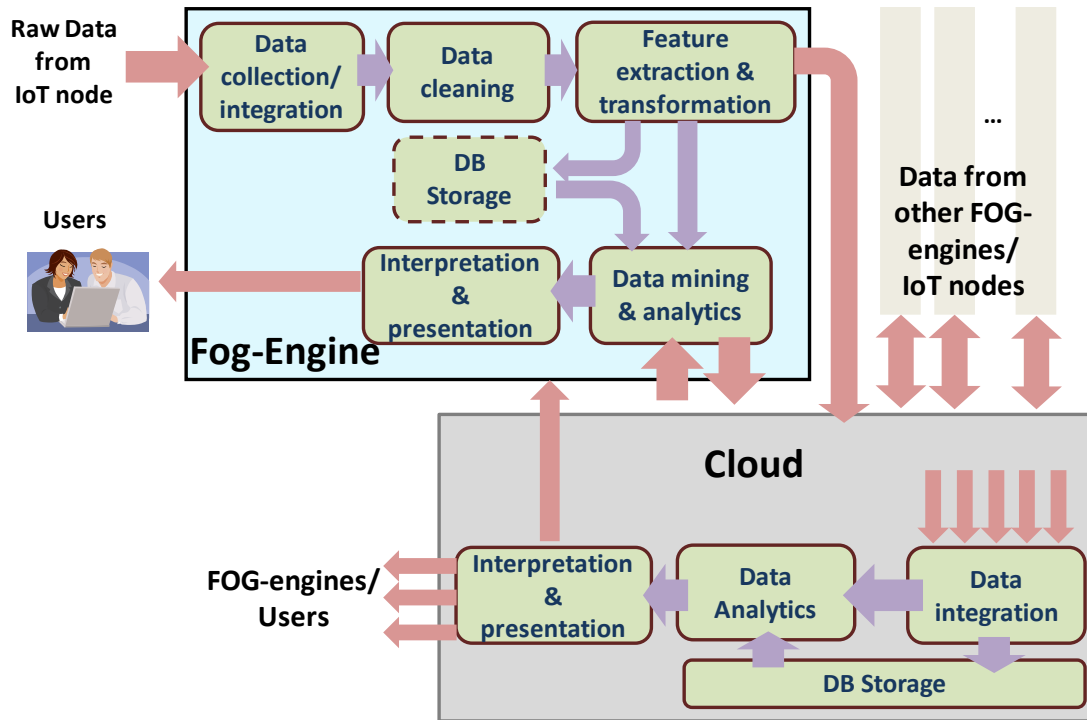 Raw Data
from
IoT node
Data
collection/
integration
Data
cleaning
Feature
extraction &
transformation
DB
Storage
Users
Interpretation
&
presentation
Data mining
& analytics
Fog-Engine
...
Data from
other FOG-
engines/
IoT nodes
Cloud
FOG-engines/
Users
Interpretation
&
presentation
Data
Analytics
Data
integration
DB Storage